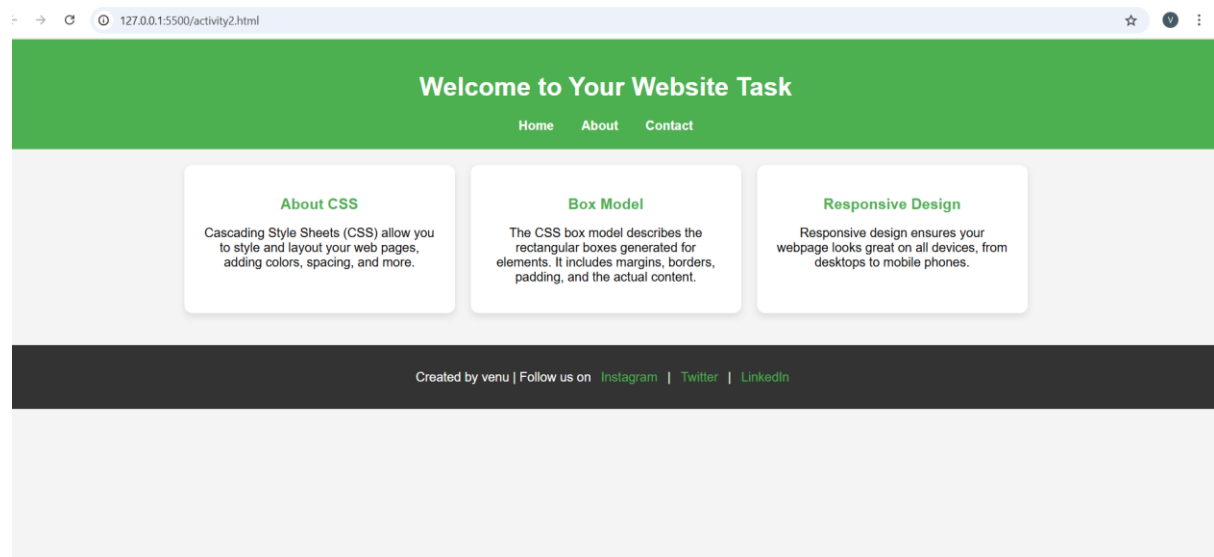 127.0.0.1:5500/activity2.html
V
Welcome to Your Website Task
Home About Contact
About CSS
Cascading Style Sheets (CSS) allow you
to style and layout your web pages,
adding colors, spacing, and more.
Box Model
The CSS box model describes the
rectangular boxes generated for
elements. It includes margins, borders,
padding, and the actual content.
Responsive Design
Responsive design ensures your
webpage looks great on all devices, from
desktops to mobile phones.
Created by venu | Follow us on Instagram | Twitter | LinkedIn